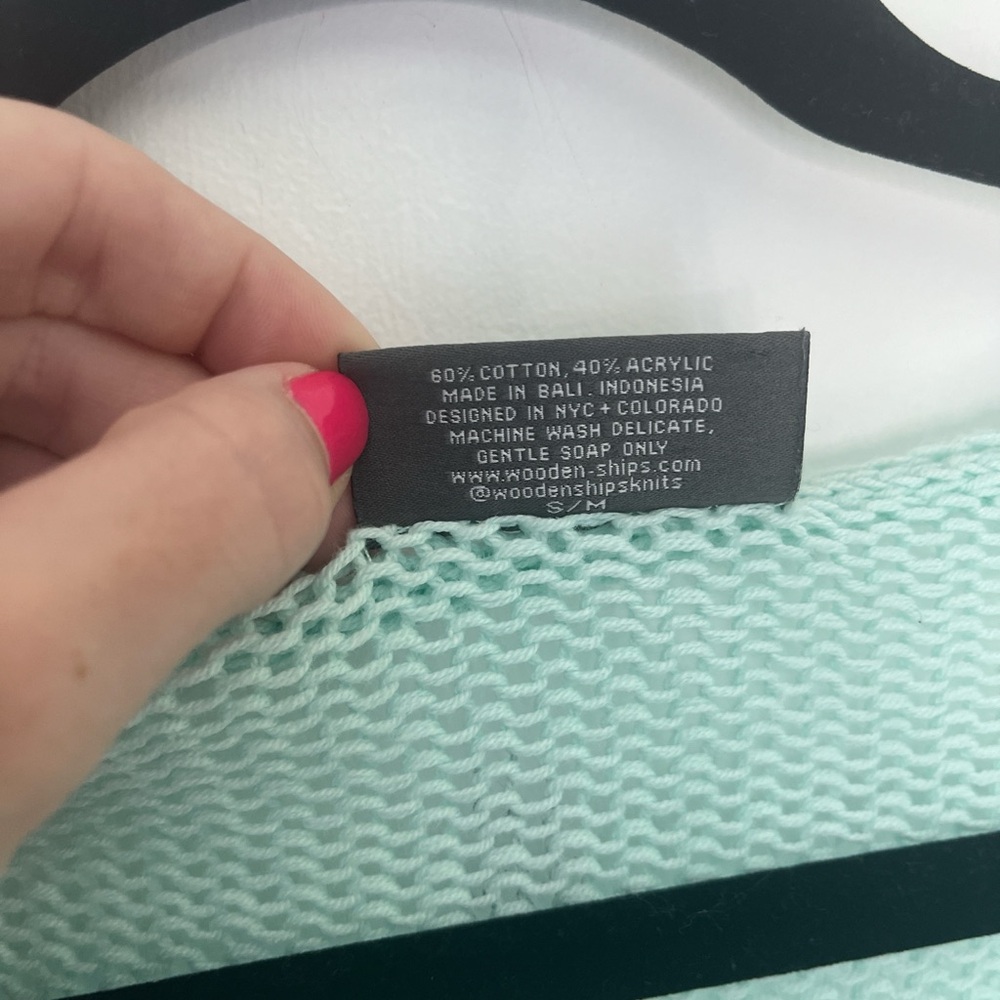 60% COTTON, 40% ACRYLIC
MADE IN BALI, INDONESIA
DESIGNED IN NYC + COLORADO
MACHINE WASH DELICATE,
GENTLE SOAP ONLY
www.wooden-ships.com
@woodenshipsknits
S/M